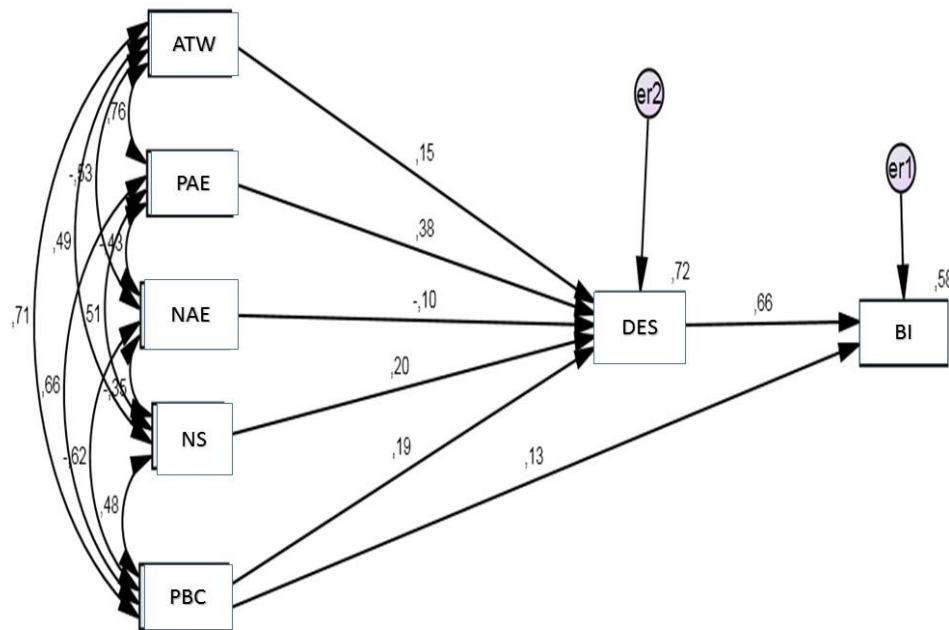 ATW
,76
,15
er2
er1
-,53
PAE
,38
,49
-,43
,72
,58
,71
,51
NAE
-,10
DES
,66
BI
,66
-,35
,20
-,62
NS
,19
,13
,48
PBC